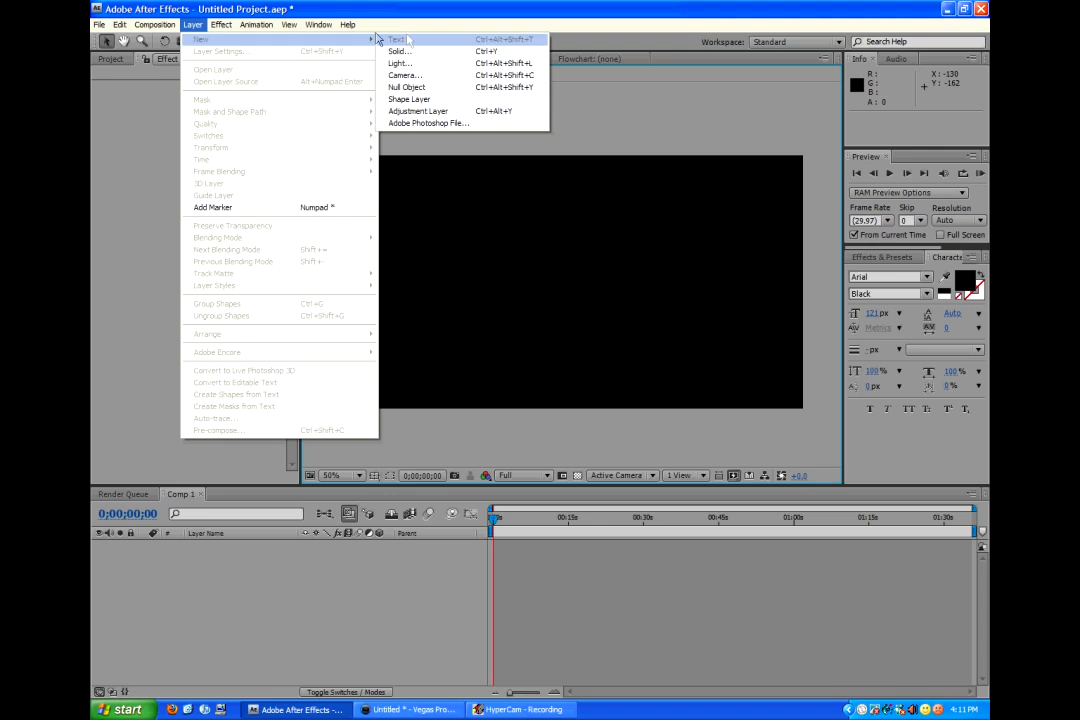 Adobe After Effects - Untitled Project.aep *
File Edit Composition Layer Effect Animation View Window Help
Workspace: Standard Search Help
Project Effect Flowchart: (none) Info Audio
New
Layer Settings... Ctrl+Shift+Y
Open Layer
Open Layer Source Alt+Numpad Enter
Mask
Mask and Shape Path
Quality
Switches
Transform
Time
Frame Blending
3D Layer
Guide Layer
Add Marker Numpad *
Preserve Transparency
Blending Mode
Next Blending Mode Shift+=
Previous Blending Mode Shift+-
Track Matte
Layer Styles
Group Shapes Ctrl+G
Ungroup Shapes Ctrl+Shift+G
Arrange
Adobe Encore
Convert to Live Photoshop 3D
Convert to Editable Text
Create Shapes from Text
Create Masks from Text
Auto-trace...
Pre-compose... Ctrl+Shift+C
Text Ctrl+Alt+Shift+T
Solid... Ctrl+Y
Light... Ctrl+Alt+Shift+L
Camera... Ctrl+Alt+Shift+C
Null Object Ctrl+Alt+Shift+Y
Shape Layer
Adjustment Layer Ctrl+Alt+Y
Adobe Photoshop File...
R: X: -130
G: Y: -162
B:
A: 0
Preview
RAM Preview Options
Frame Rate Skip Resolution
(29.97) 0 Auto
From Current Time Full Screen
Effects & Presets Characte
Arial
Black
121 px Auto
Metrics 0
- px
100 % 100 %
0 px 0 %
T T TT Tt T¹ T₁
50% 0;00;00;00 Full Active Camera 1 View +0.0
Render Queue Comp 1
0;00;00;00
00:15s 00:30s 00:45s 01:00s 01:15s 01:30s
# Layer Name Parent
Toggle Switches / Modes
start Adobe After Effects -... Untitled * - Vegas Pro... HyperCam - Recording 4:11 PM